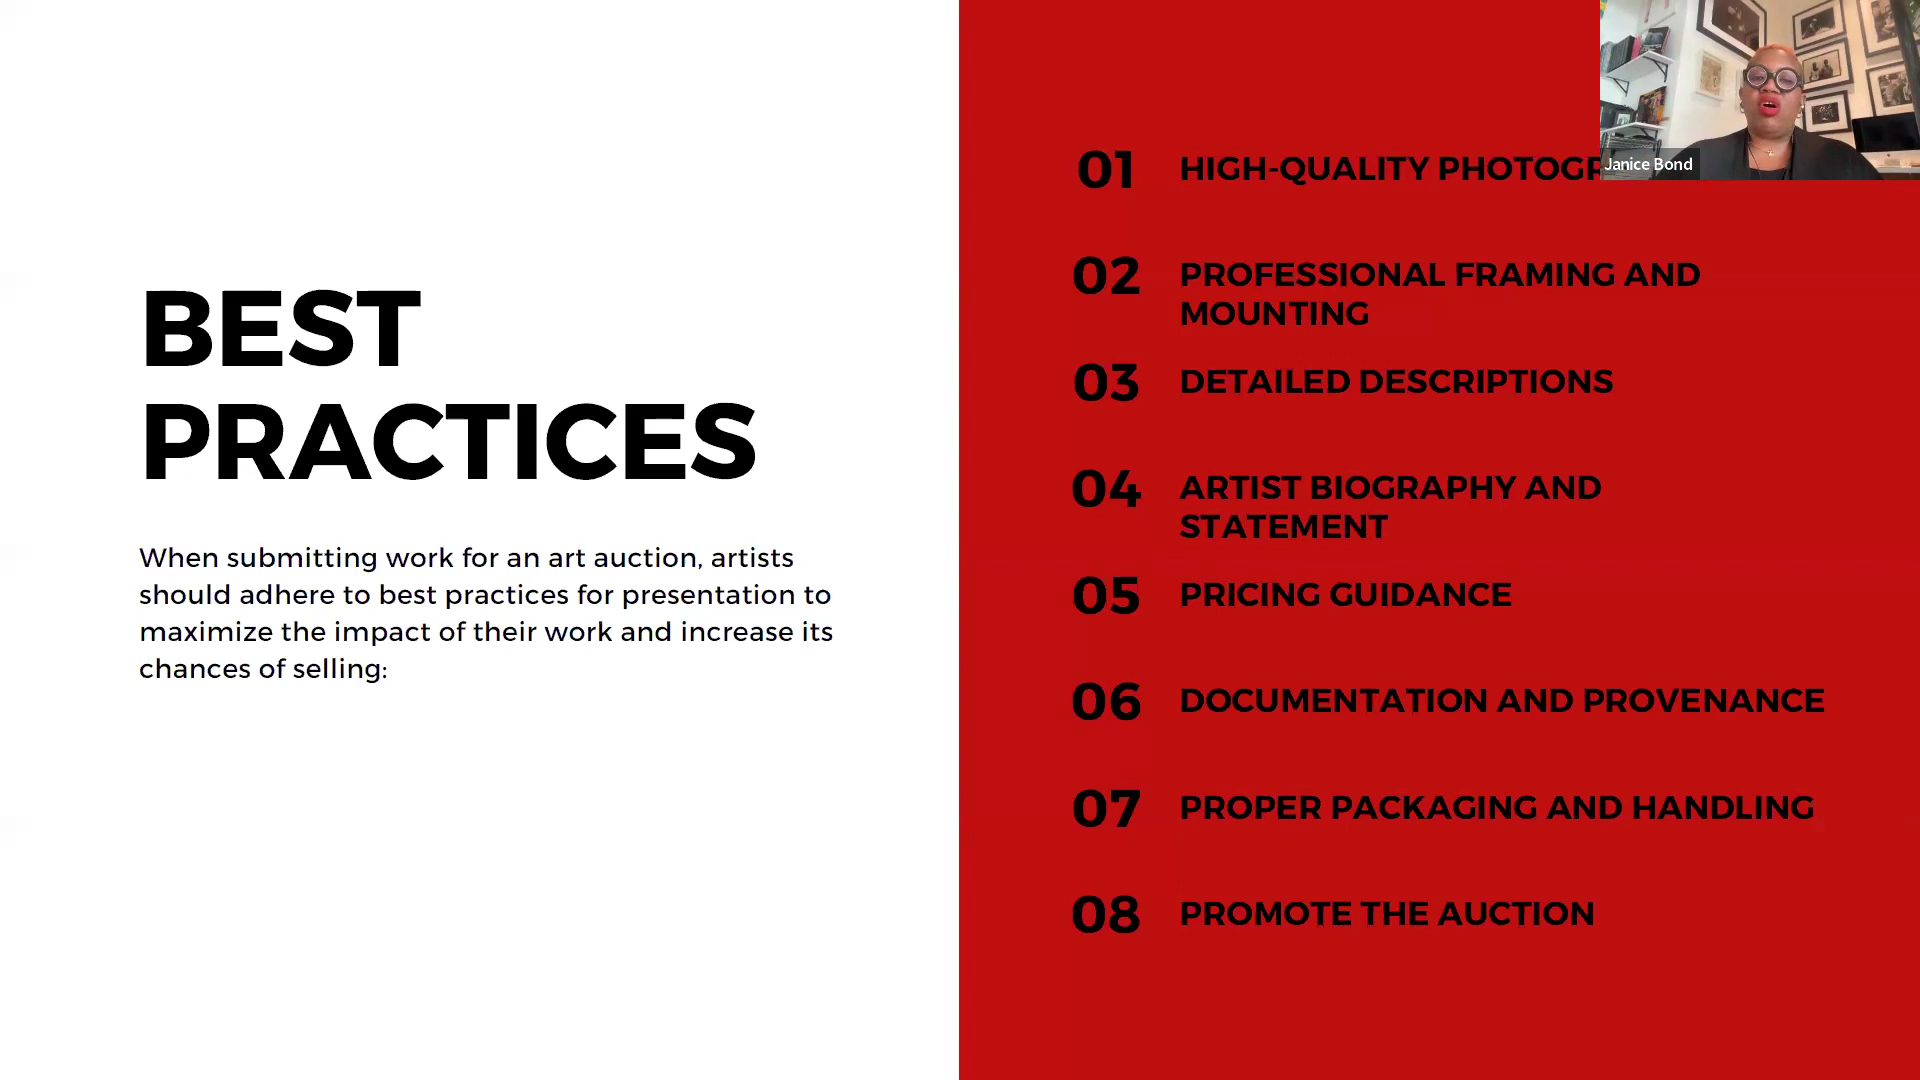 BEST
PRACTICES
When submitting work for an art auction, artists
should adhere to best practices for presentation to
maximize the impact of their work and increase its
chances of selling:
01 HIGH-QUALITY
02 PROFESSIONAL FRAMING AND
MOUNTING
03 DETAILED DESCRIPTIONS
04 ARTIST BIOGRAPHY AND
STATEMENT
05 PRICING GUIDANCE
06 DOCUMENTATION AND PROVENANCE
07 PROPER PACKAGING AND HANDLING
08 PROMOTE THE AUCTION
Janice Bond